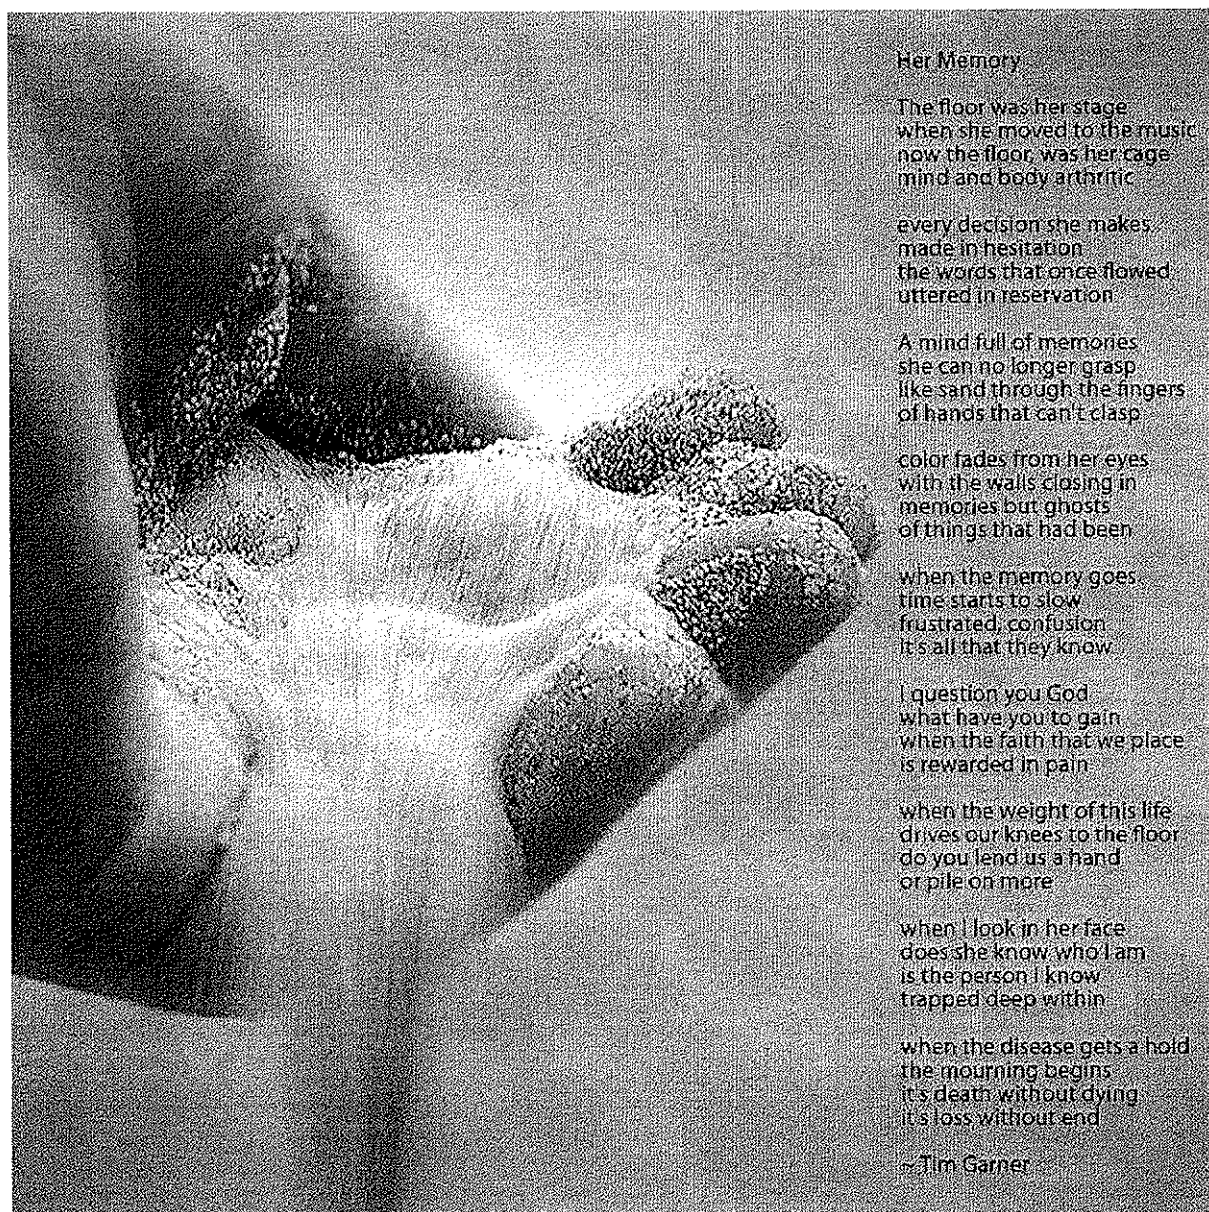 Her Memory
The floor was her stage
when she moved to the music
now the floor, was her cage
mind and body arthritic
every decision she makes
made in hesitation
the words that once flowed
uttered in reservation
A mind full of memories
she can no longer grasp
like sand through the fingers
of hands that can't clasp
color fades from her eyes
with the walls closing in
memories but ghosts
of things that had been
when the memory goes
time starts to slow
frustrated, confusion
it's all that they know
I question you God
what have you to gain
when the faith that we place
is rewarded in pain
when the weight of this life
drives our knees to the floor
do you lend us a hand
or pile on more
when I look in her face
does she know who I am
is the person I know
trapped deep within
when the disease gets a hold
the mourning begins
it's death without dying
it's loss without end
~ Tim Garner